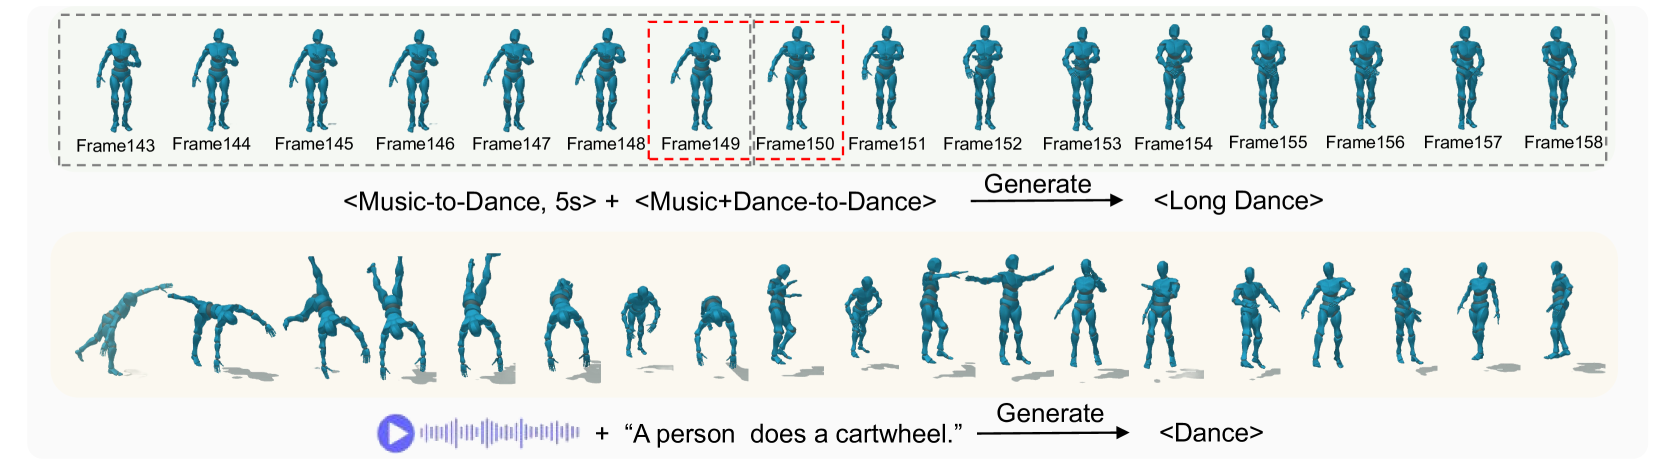 Frame143 Frame144 Frame145 Frame146 Frame147 Frame148 Frame149 Frame150 Frame151 Frame152 Frame153 Frame154 Frame155 Frame156 Frame157 Frame158
<Music-to-Dance, 5s> + <Music+Dance-to-Dance> Generate <Long Dance>
+ “A person does a cartwheel.” Generate <Dance>